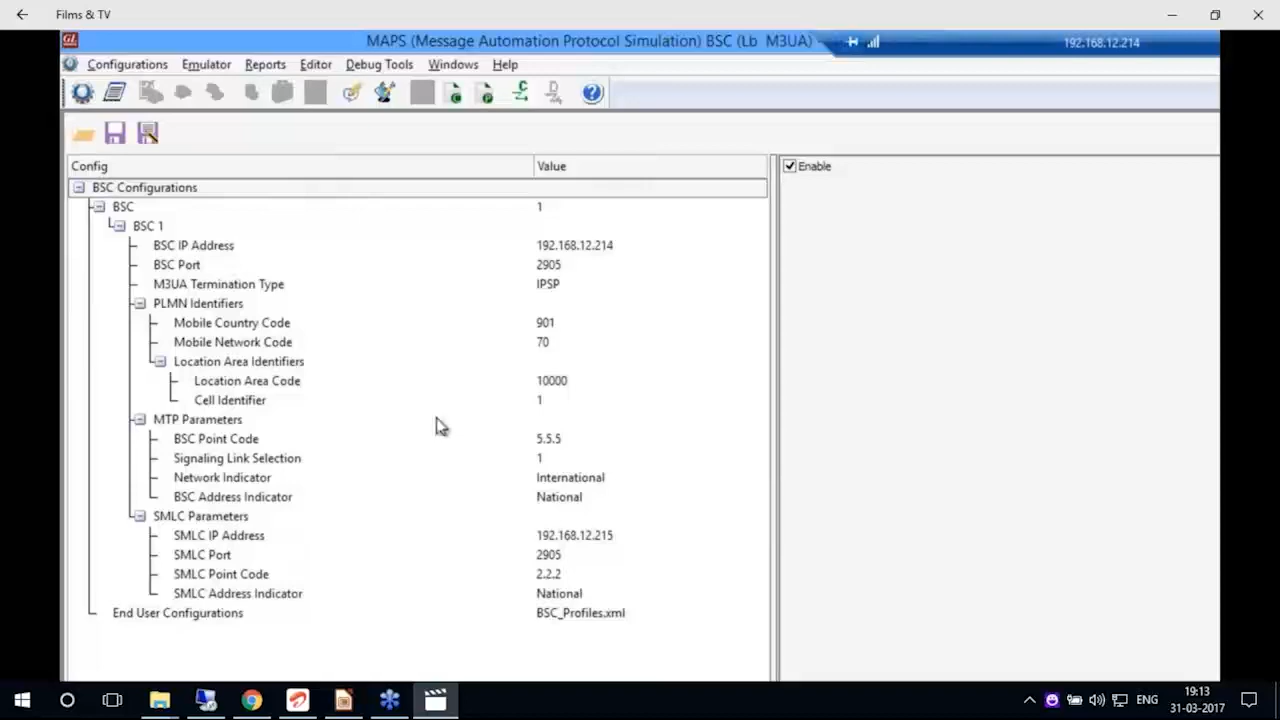 Films & TV
GL
MAPS (Message Automation Protocol Simulation) BSC (Lb M3UA)
192.168.12.214
Configurations Emulator Reports Editor Debug Tools Windows Help
Config Value
Enable
BSC Configurations
BSC 1
BSC 1
BSC IP Address 192.168.12.214
BSC Port 2905
M3UA Termination Type IPSP
PLMN Identifiers
Mobile Country Code 901
Mobile Network Code 70
Location Area Identifiers
Location Area Code 10000
Cell Identifier 1
MTP Parameters
BSC Point Code 5.5.5
Signaling Link Selection 1
Network Indicator International
BSC Address Indicator National
SMLC Parameters
SMLC IP Address 192.168.12.215
SMLC Port 2905
SMLC Point Code 2.2.2
SMLC Address Indicator National
End User Configurations BSC_Profiles.xml
ENG
19:13
31-03-2017